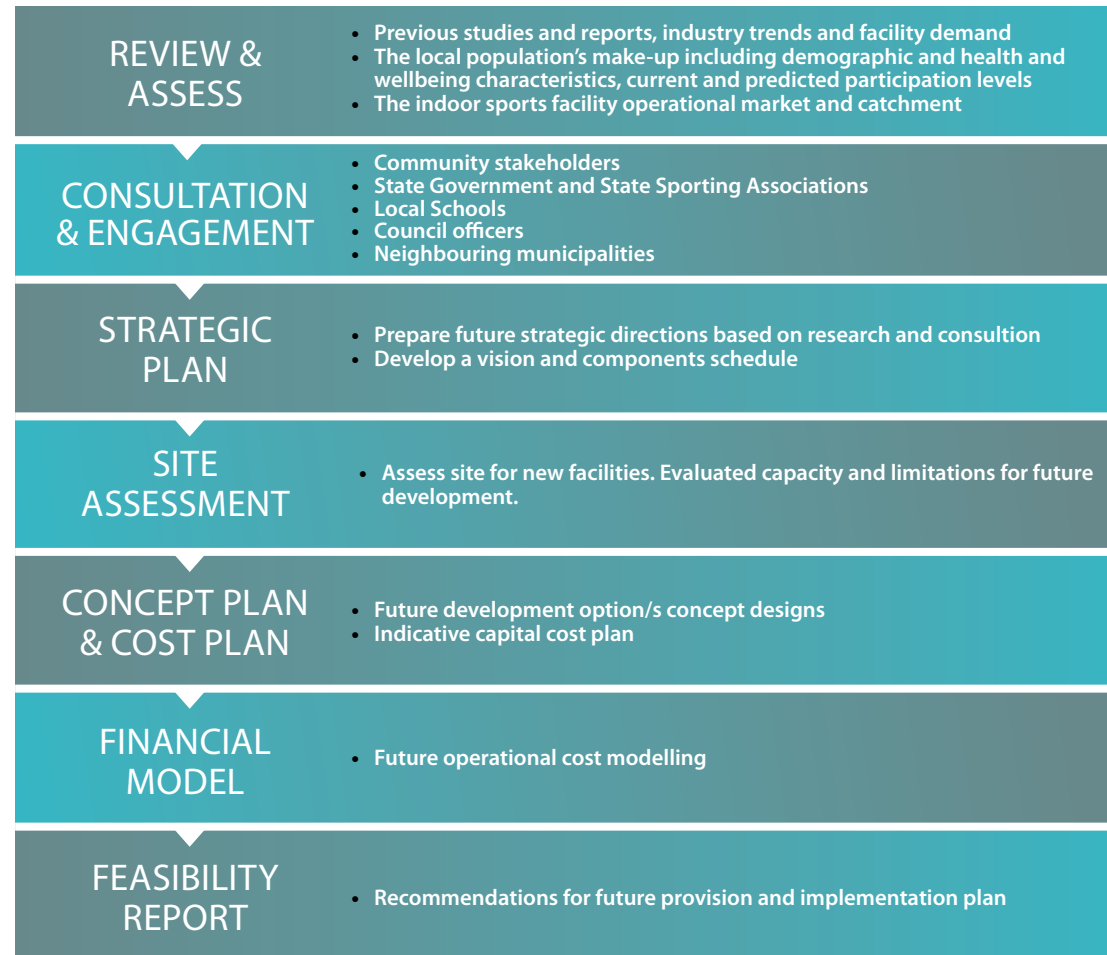 REVIEW &
ASSESS
• Previous studies and reports, industry trends and facility demand
• The local population's make-up including demographic and health and
wellbeing characteristics, current and predicted participation levels
• The indoor sports facility operational market and catchment
CONSULTATION
& ENGAGEMENT
• Community stakeholders
• State Government and State Sporting Associations
• Local Schools
• Council officers
• Neighbouring municipalities
STRATEGIC
PLAN
• Prepare future strategic directions based on research and consultion
• Develop a vision and components schedule
SITE
ASSESSMENT
• Assess site for new facilities. Evaluated capacity and limitations for future
development.
CONCEPT PLAN
& COST PLAN
• Future development option/s concept designs
• Indicative capital cost plan
FINANCIAL
MODEL
• Future operational cost modelling
FEASIBILITY
REPORT
• Recommendations for future provision and implementation plan